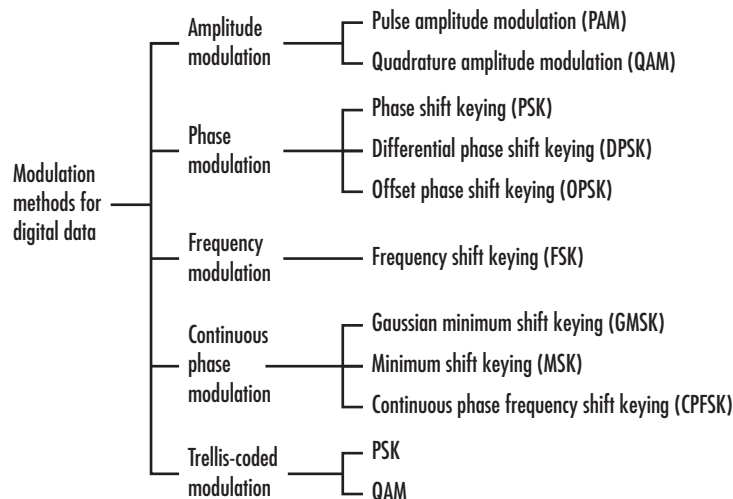 Modulation
methods for
digital data
Amplitude
modulation
Pulse amplitude modulation (PAM)
Quadrature amplitude modulation (QAM)
Phase
modulation
Phase shift keying (PSK)
Differential phase shift keying (DPSK)
Offset phase shift keying (OPSK)
Frequency
modulation
Frequency shift keying (FSK)
Continuous
phase
modulation
Gaussian minimum shift keying (GMSK)
Minimum shift keying (MSK)
Continuous phase frequency shift keying (CPFSK)
Trellis-coded
modulation
PSK
QAM